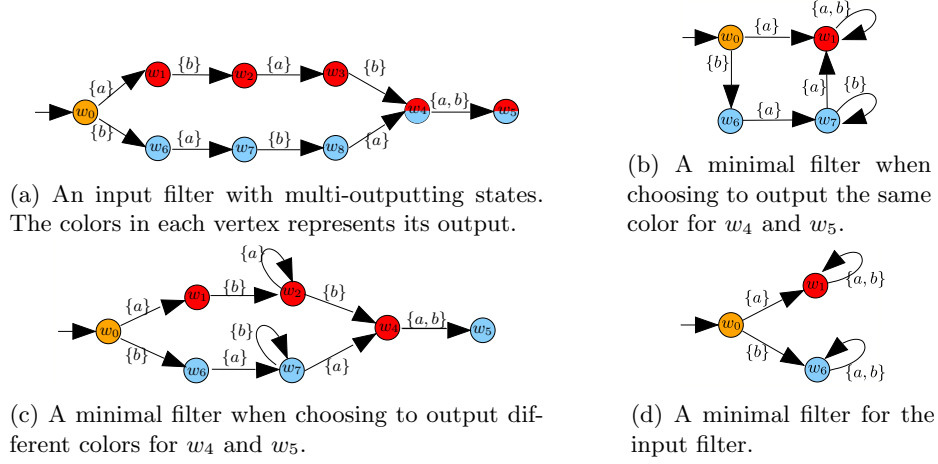 {a}
{b}
w0
w1
{b}
w2
{a}
w3
{b}
w4
{a, b}
w5
w6
{a}
w7
{b}
w8
{a}
(a) An input filter with multi-outputting states.
The colors in each vertex represents its output.
w0
{a}
w1
{a, b}
{b}
w6
{a}
w7
{a}
{b}
(b) A minimal filter when
choosing to output the same
color for w4 and w5.
w0
{a}
w1
{b}
w2
{a}
{b}
w4
{a, b}
w5
{b}
w6
{a}
w7
{b}
{a}
(c) A minimal filter when choosing to output dif-
ferent colors for w4 and w5.
w0
{a}
w1
{a, b}
{b}
w6
{a, b}
(d) A minimal filter for the
input filter.